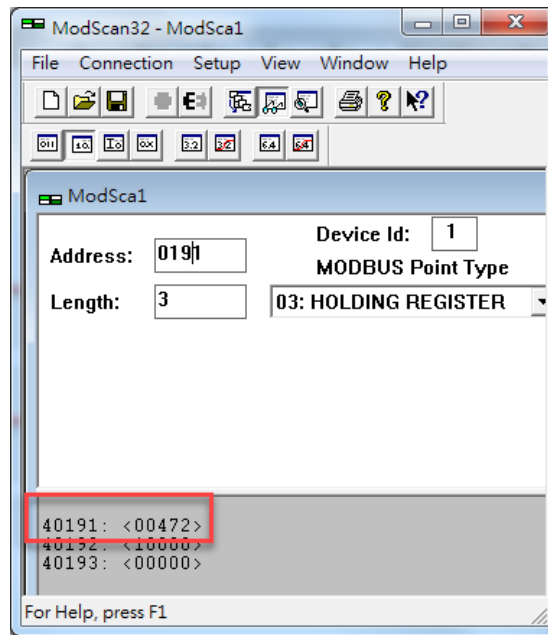 ModScan32 - ModSca1
File Connection Setup View Window Help
ModSca1
Address: 0191
Device Id: 1
MODBUS Point Type
Length: 3
03: HOLDING REGISTER
40191: <00472>
40192: <10000>
40193: <00000>
For Help, press F1